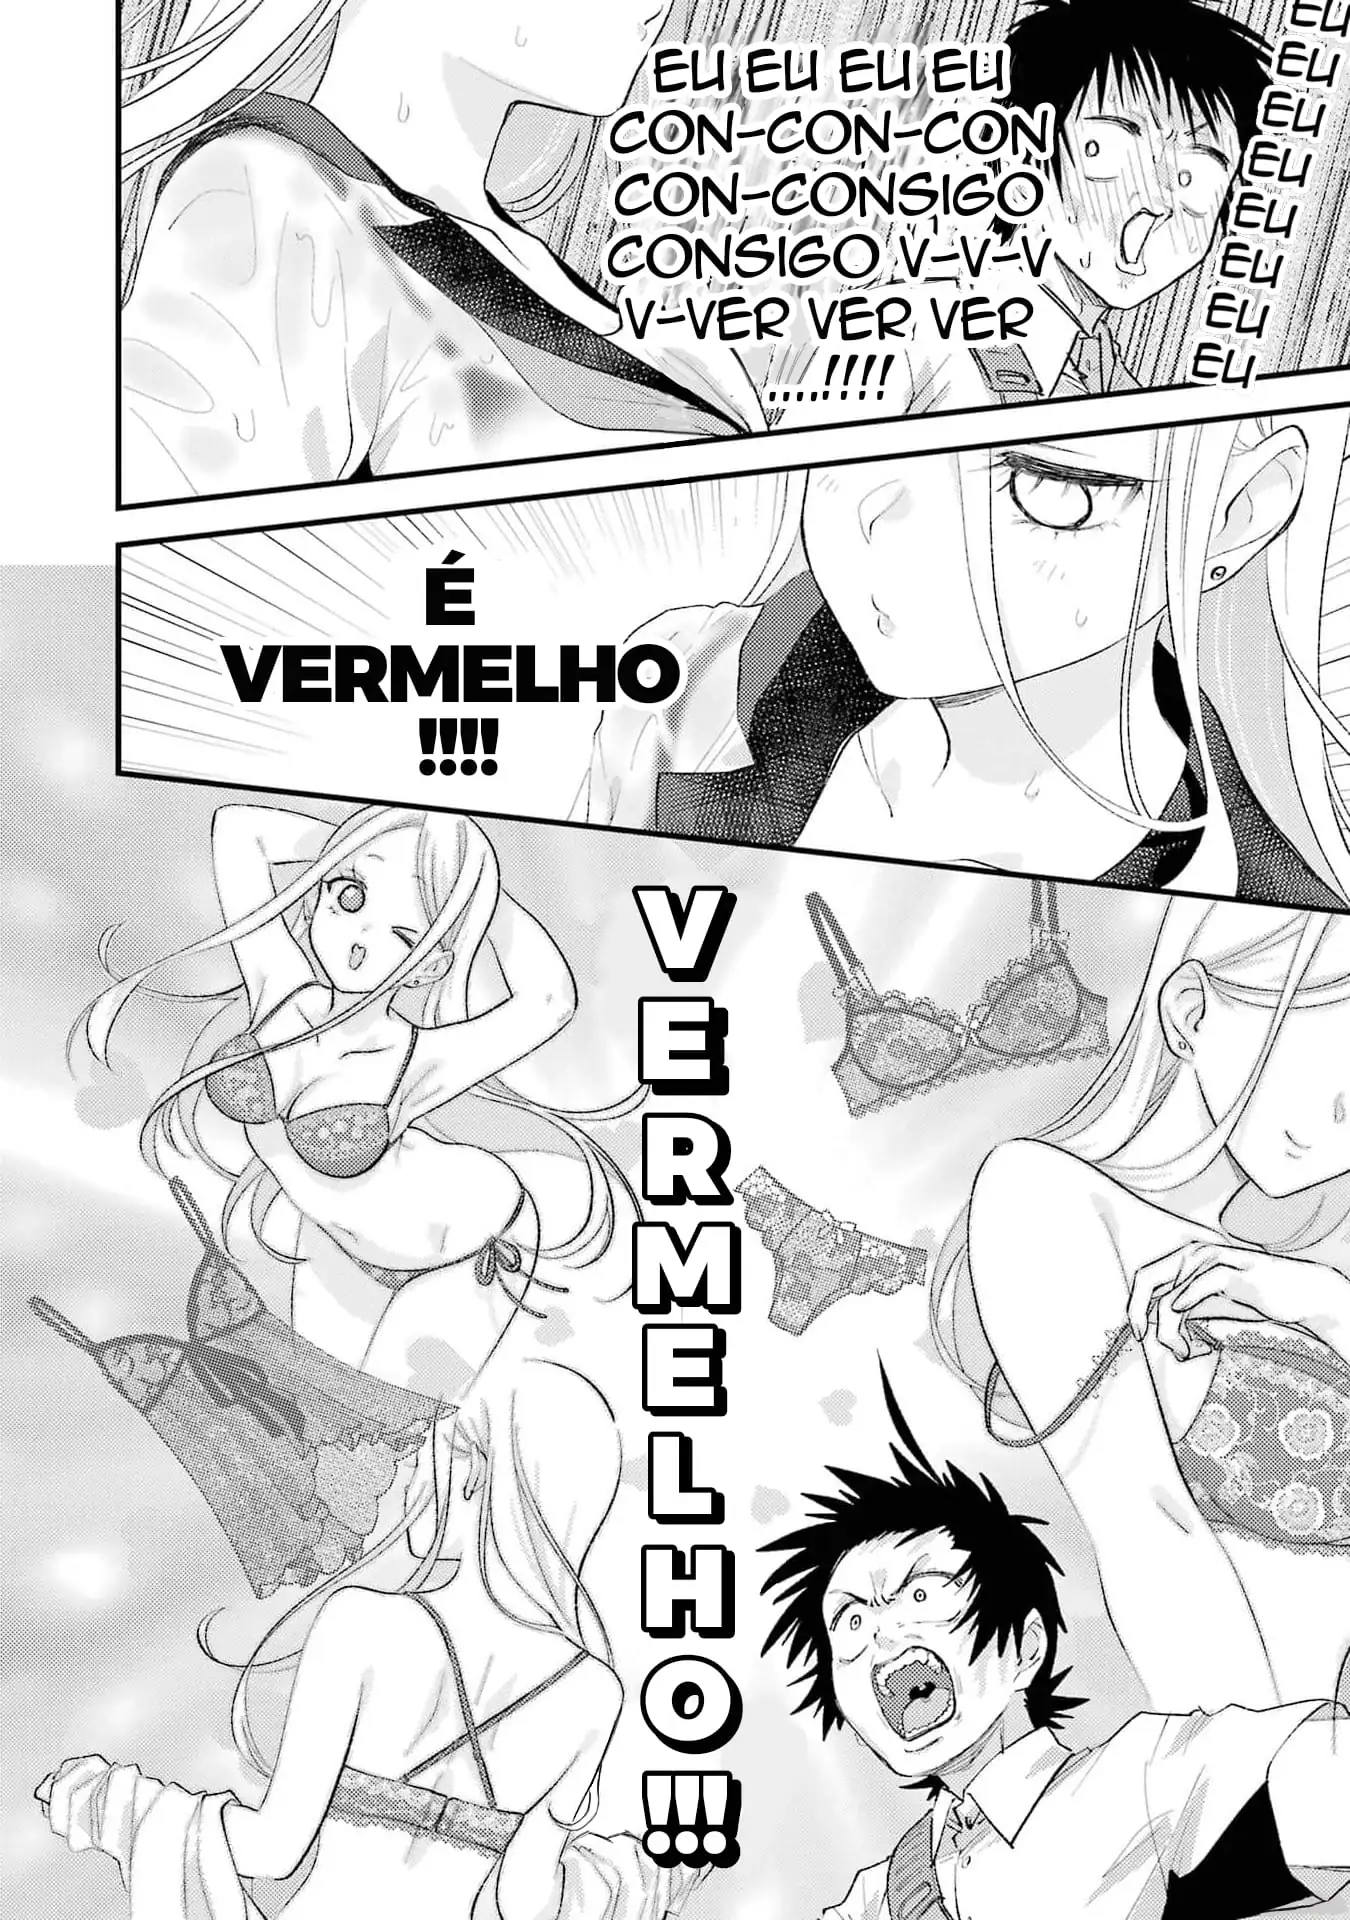 EU EU EU EU EU EU EU EU
EU EU EU EU
CON-CON-CON
CON-CONSIGO
CONSIGO V-V-V
V-VER VER VER
.....!!!!
É
VERMELHO
!!!!
VERMELHO!!!